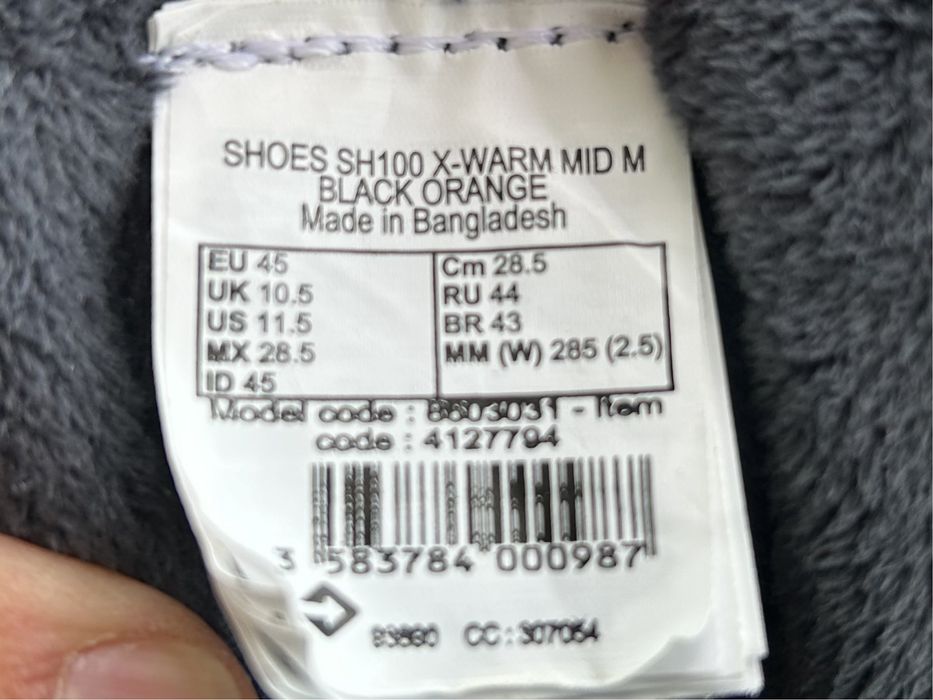 SHOES SH100 X-WARM MID M
BLACK ORANGE
Made in Bangladesh
EU 45
UK 10.5
US 11.5
MX 28.5
ID 45
Cm 28.5
RU 44
BR 43
MM (W) 285 (2.5)
Model code : - Item
code : 4127794
3 583784 000987
CC : 307054